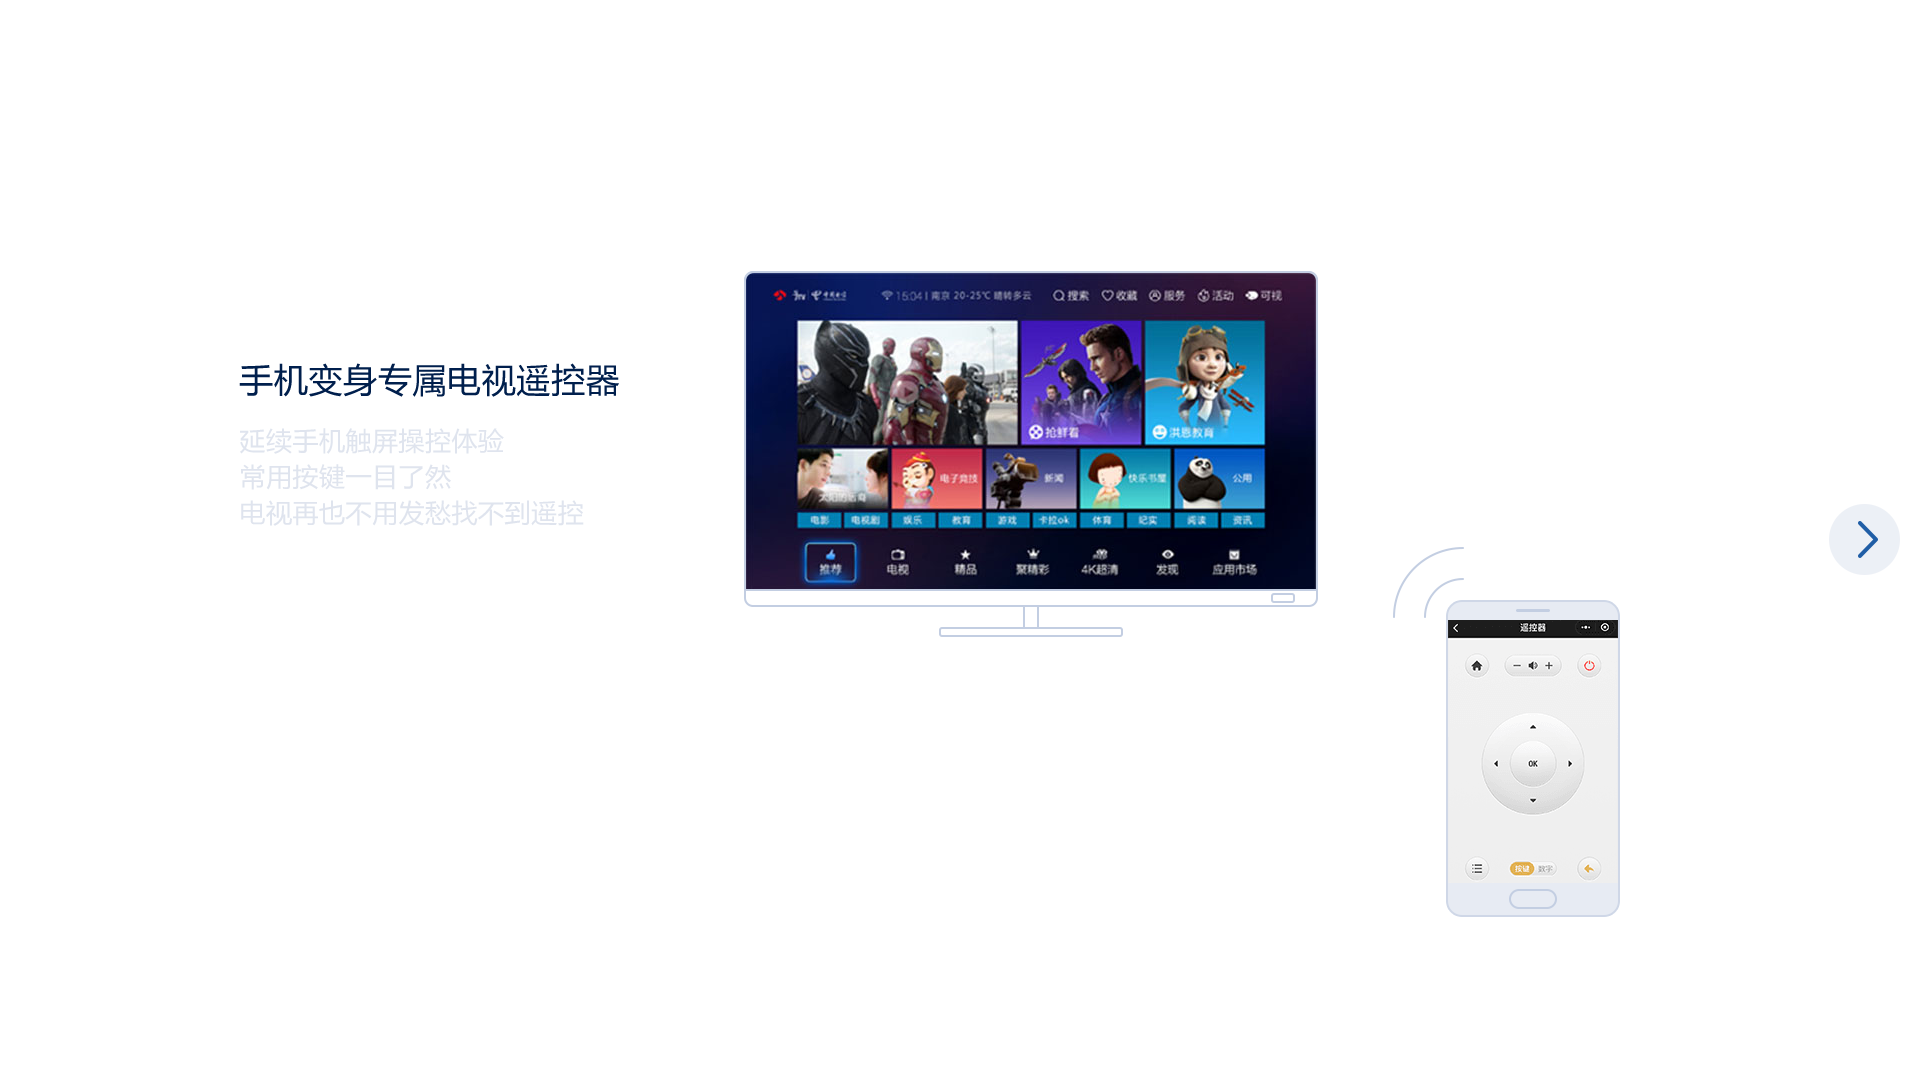 手机变身专属电视遥控器
延续手机触屏操控体验
常用按键一目了然
电视再也不用发愁找不到遥控
15:04 | 南京 20-25℃ 晴转多云 搜索 收藏 服务 活动 可视
抢鲜看 洪恩教育
电子竞技 新闻 快乐书屋 公用
电影 电视剧 娱乐 教育 游戏 卡拉ok 体育 纪实 阅读 资讯
推荐 电视 精品 聚精彩 4K超清 发现 应用市场
遥控器
OK
按键 数字